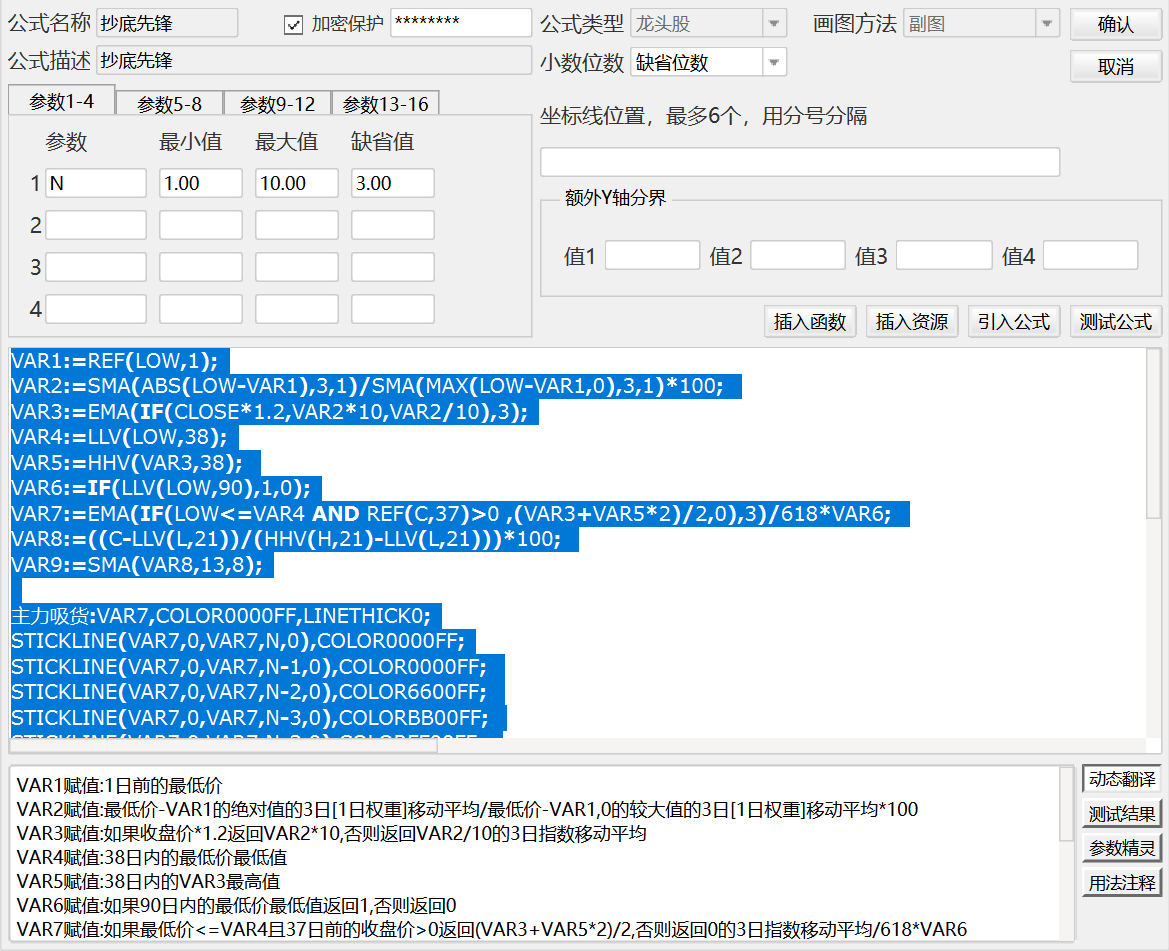 公式名称 抄底先锋 加密保护 ******** 公式类型 龙头股 画图方法 副图 确认
公式描述 抄底先锋 小数位数 缺省位数 取消
参数1-4 参数5-8 参数9-12 参数13-16
坐标线位置，最多6个，用分号分隔
参数 最小值 最大值 缺省值
1 N 1.00 10.00 3.00
2
3
4
额外Y轴分界
值1 值2 值3 值4
插入函数 插入资源 引入公式 测试公式
VAR1:=REF(LOW,1);
VAR2:=SMA(ABS(LOW-VAR1),3,1)/SMA(MAX(LOW-VAR1,0),3,1)*100;
VAR3:=EMA(IF(CLOSE*1.2,VAR2*10,VAR2/10),3);
VAR4:=LLV(LOW,38);
VAR5:=HHV(VAR3,38);
VAR6:=IF(LLV(LOW,90),1,0);
VAR7:=EMA(IF(LOW<=VAR4 AND REF(C,37)>0 ,(VAR3+VAR5*2)/2,0),3)/618*VAR6;
VAR8:=((C-LLV(L,21))/(HHV(H,21)-LLV(L,21)))*100;
VAR9:=SMA(VAR8,13,8);
主力吸货:VAR7,COLOR0000FF,LINETHICK0;
STICKLINE(VAR7,0,VAR7,N,0),COLOR0000FF;
STICKLINE(VAR7,0,VAR7,N-1,0),COLOR0000FF;
STICKLINE(VAR7,0,VAR7,N-2,0),COLOR6600FF;
STICKLINE(VAR7,0,VAR7,N-3,0),COLORBB00FF;
VAR1赋值:1日前的最低价
VAR2赋值:最低价-VAR1的绝对值的3日[1日权重]移动平均/最低价-VAR1,0的较大值的3日[1日权重]移动平均*100
VAR3赋值:如果收盘价*1.2返回VAR2*10,否则返回VAR2/10的3日指数移动平均
VAR4赋值:38日内的最低价最低值
VAR5赋值:38日内的VAR3最高值
VAR6赋值:如果90日内的最低价最低值返回1,否则返回0
VAR7赋值:如果最低价<=VAR4且37日前的收盘价>0返回(VAR3+VAR5*2)/2,否则返回0的3日指数移动平均/618*VAR6
动态翻译
测试结果
参数精灵
用法注释